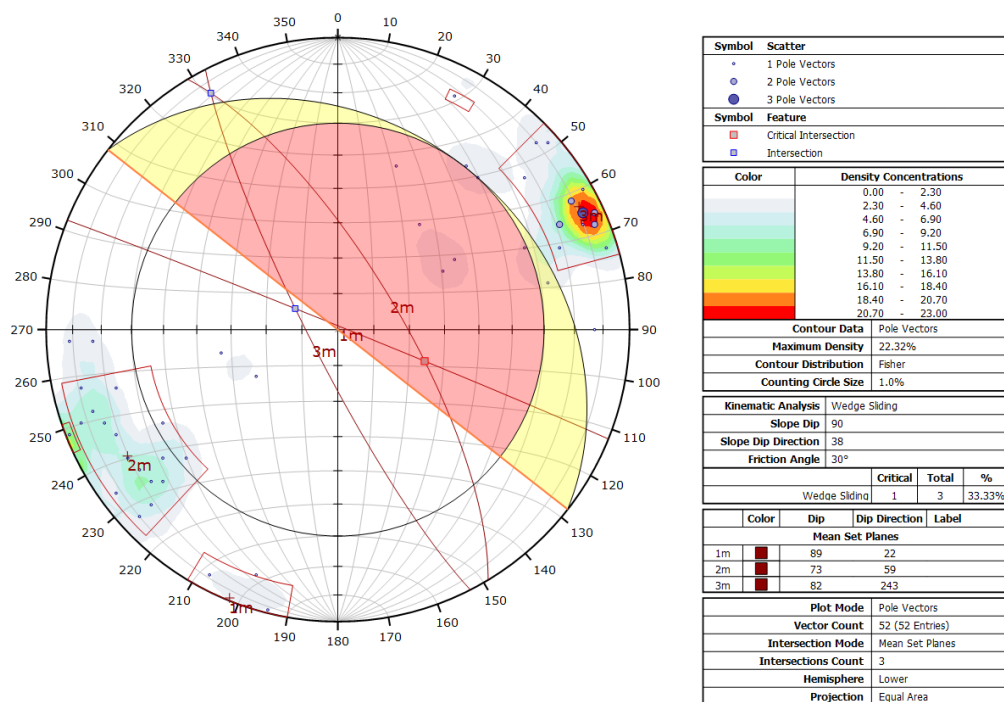 0
10
20
30
40
50
60
70
80
90
100
110
120
130
140
150
160
170
180
190
200
210
220
230
240
250
260
270
280
290
300
310
320
330
340
350
2m
1m
3m
3m
2m
1m
Symbol Scatter
1 Pole Vectors
2 Pole Vectors
3 Pole Vectors
Symbol Feature
Critical Intersection
Intersection
Color Density Concentrations
0.00 - 2.30
2.30 - 4.60
4.60 - 6.90
6.90 - 9.20
9.20 - 11.50
11.50 - 13.80
13.80 - 16.10
16.10 - 18.40
18.40 - 20.70
20.70 - 23.00
Contour Data Pole Vectors
Maximum Density 22.32%
Contour Distribution Fisher
Counting Circle Size 1.0%
Kinematic Analysis Wedge Sliding
Slope Dip 90
Slope Dip Direction 38
Friction Angle 30°
Critical Total %
Wedge Sliding 1 3 33.33%
Color Dip Dip Direction Label
Mean Set Planes
1m 89 22
2m 73 59
3m 82 243
Plot Mode Pole Vectors
Vector Count 52 (52 Entries)
Intersection Mode Mean Set Planes
Intersections Count 3
Hemisphere Lower
Projection Equal Area